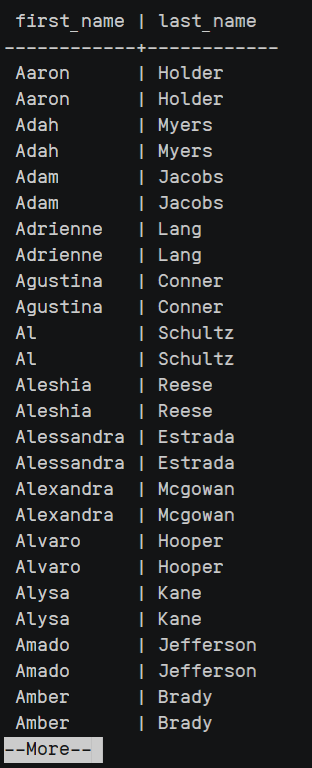 first_name | last_name
------------+------------
Aaron      | Holder
Aaron      | Holder
Adah       | Myers
Adah       | Myers
Adam       | Jacobs
Adam       | Jacobs
Adrienne   | Lang
Adrienne   | Lang
Agustina   | Conner
Agustina   | Conner
Al         | Schultz
Al         | Schultz
Aleshia    | Reese
Aleshia    | Reese
Alessandra | Estrada
Alessandra | Estrada
Alexandra  | Mcgowan
Alexandra  | Mcgowan
Alvaro     | Hooper
Alvaro     | Hooper
Alysa      | Kane
Alysa      | Kane
Amado      | Jefferson
Amado      | Jefferson
Amber      | Brady
Amber      | Brady
--More--